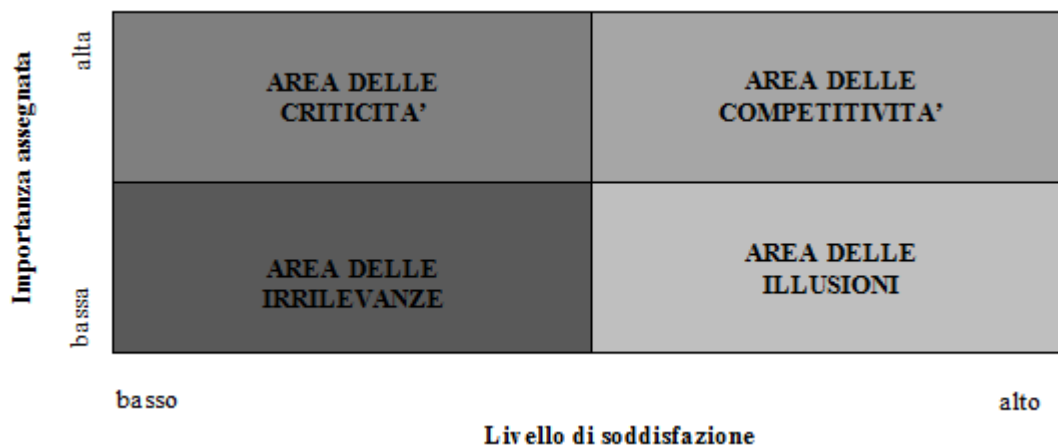 Importanza assegnata
alta
bassa
AREA DELLE
CRITICITA’
AREA DELLE
COMPETITIVITA’
AREA DELLE
IRRILEVANZE
AREA DELLE
ILLUSIONI
basso
alto
Livello di soddisfazione